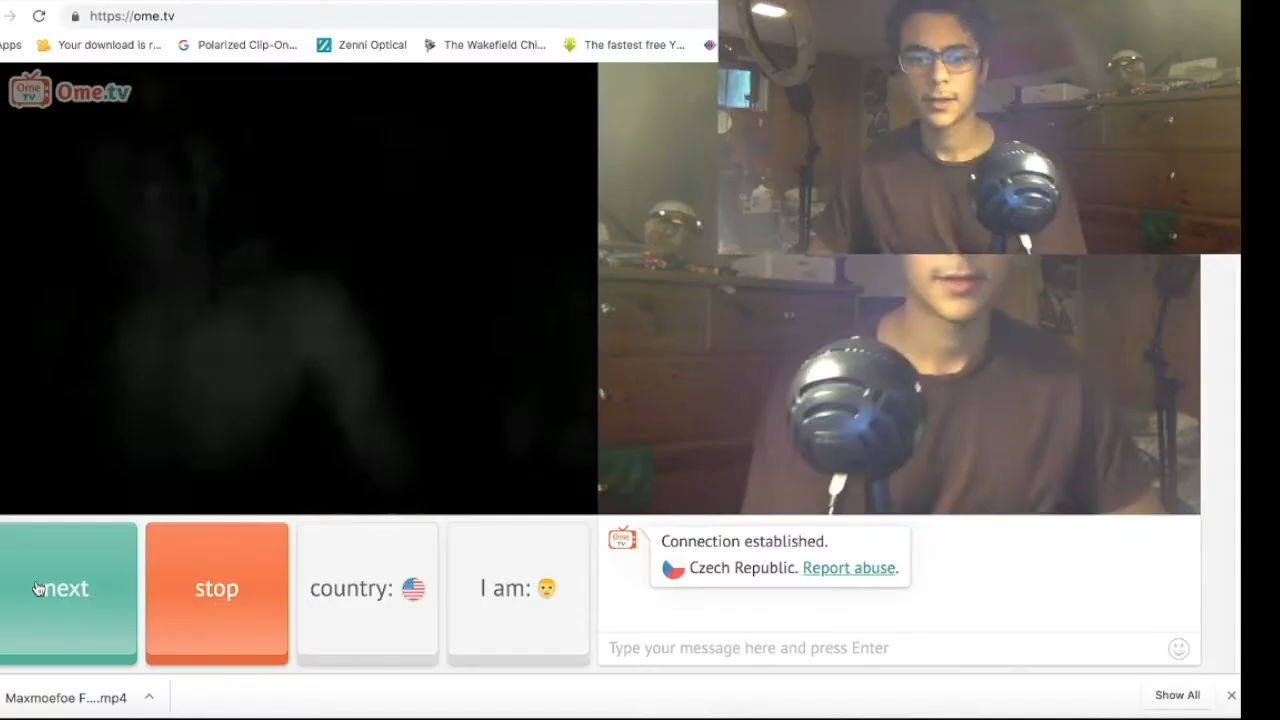 https://ome.tv
Apps
Your download is r...
Polarized Clip-On...
Zenni Optical
The Wakefield Chi...
The fastest free Y...
Ome TV
Ome.tv
Ome TV
Connection established.
Czech Republic. Report abuse.
next
stop
country:
I am:
Type your message here and press Enter
Maxmoefoe F....mp4
Show All